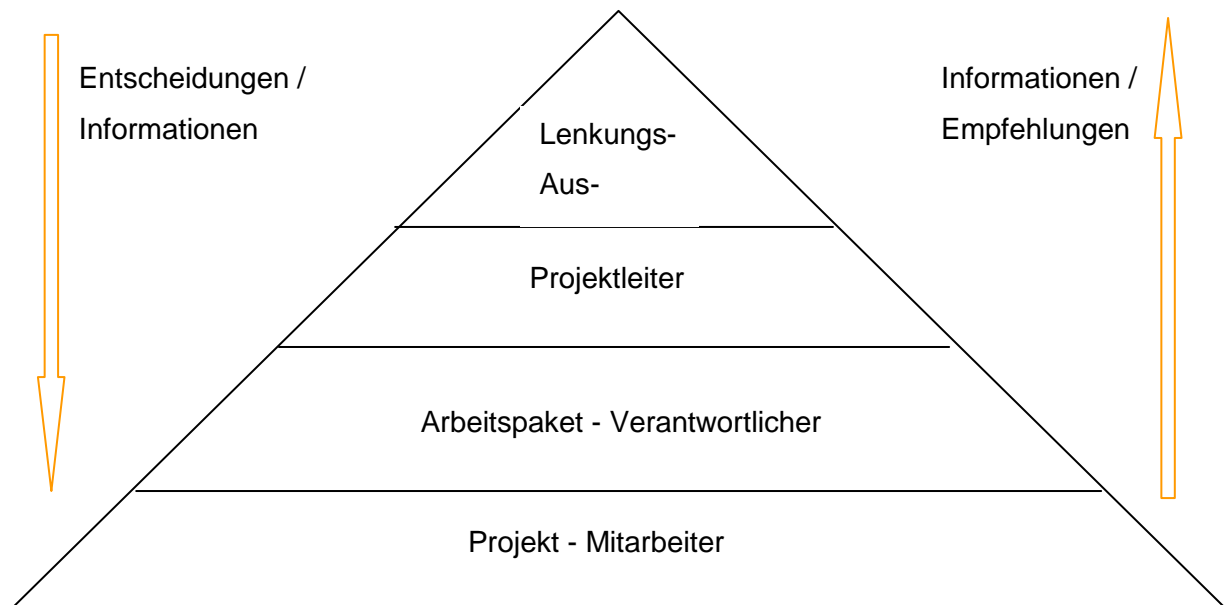 Entscheidungen /
Informationen
Informationen /
Empfehlungen
Lenkungs-
Aus-
Projektleiter
Arbeitspaket - Verantwortlicher
Projekt - Mitarbeiter